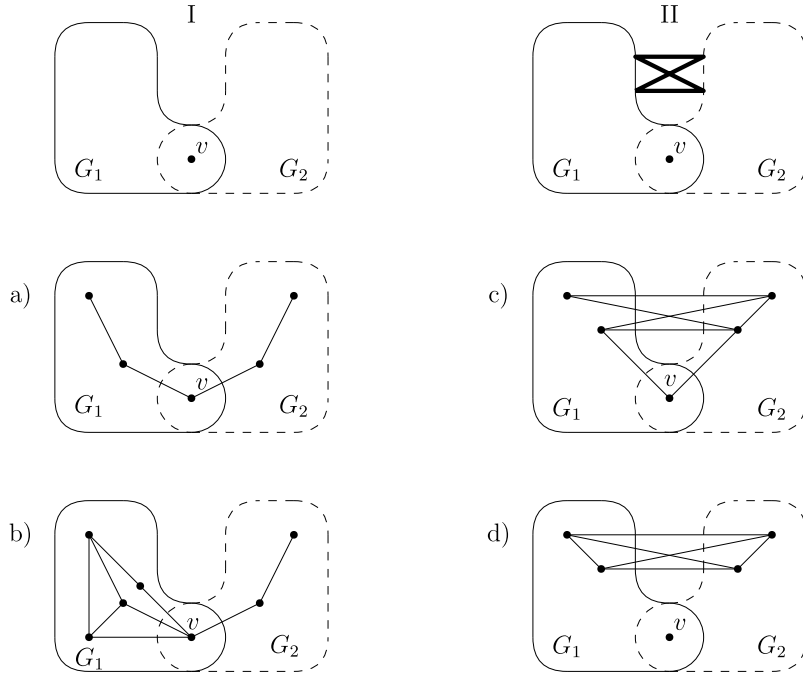 I II
v v
G₁ G₂ G₁ G₂
a) c)
v v
G₁ G₂ G₁ G₂
b) d)
v v
G₁ G₂ G₁ G₂